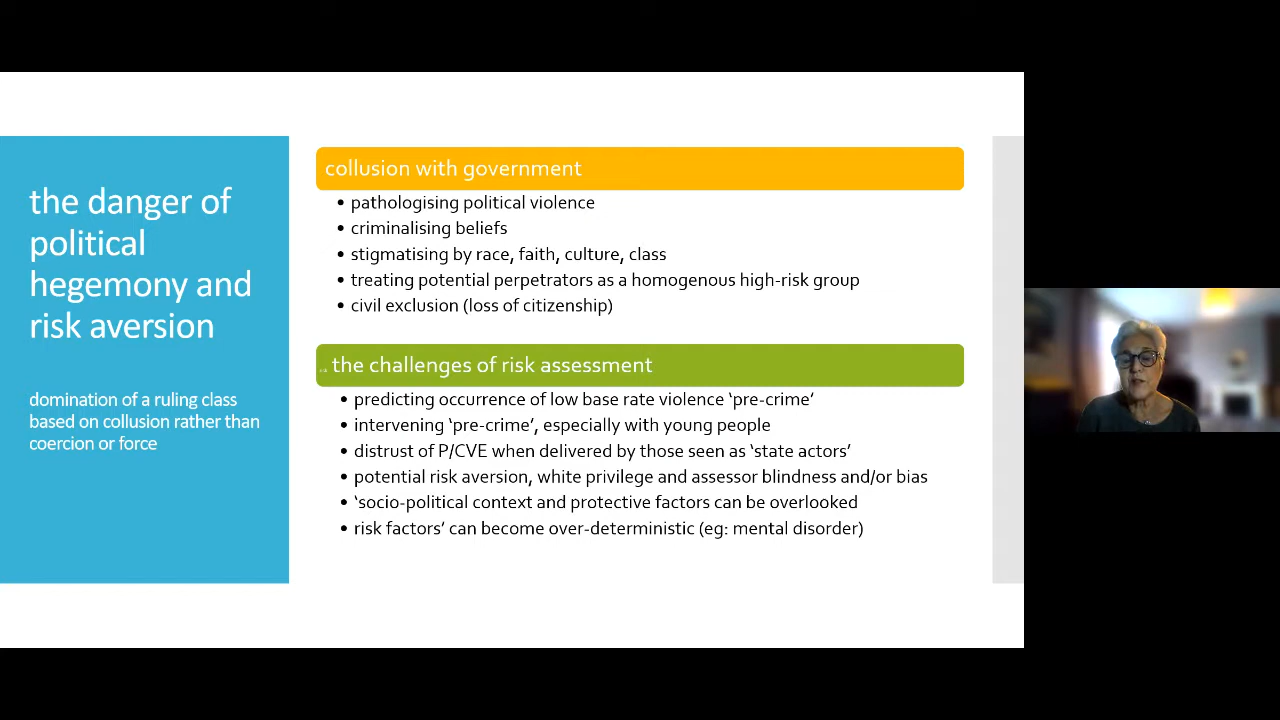 the danger of
political
hegemony and
risk aversion
domination of a ruling class
based on collusion rather than
coercion or force
collusion with government
• pathologising political violence
• criminalising beliefs
• stigmatising by race, faith, culture, class
• treating potential perpetrators as a homogenous high-risk group
• civil exclusion (loss of citizenship)
.. the challenges of risk assessment
• predicting occurrence of low base rate violence ‘pre-crime’
• intervening ‘pre-crime’, especially with young people
• distrust of P/CVE when delivered by those seen as ‘state actors’
• potential risk aversion, white privilege and assessor blindness and/or bias
• ‘socio-political context and protective factors can be overlooked
• risk factors’ can become over-deterministic (eg: mental disorder)